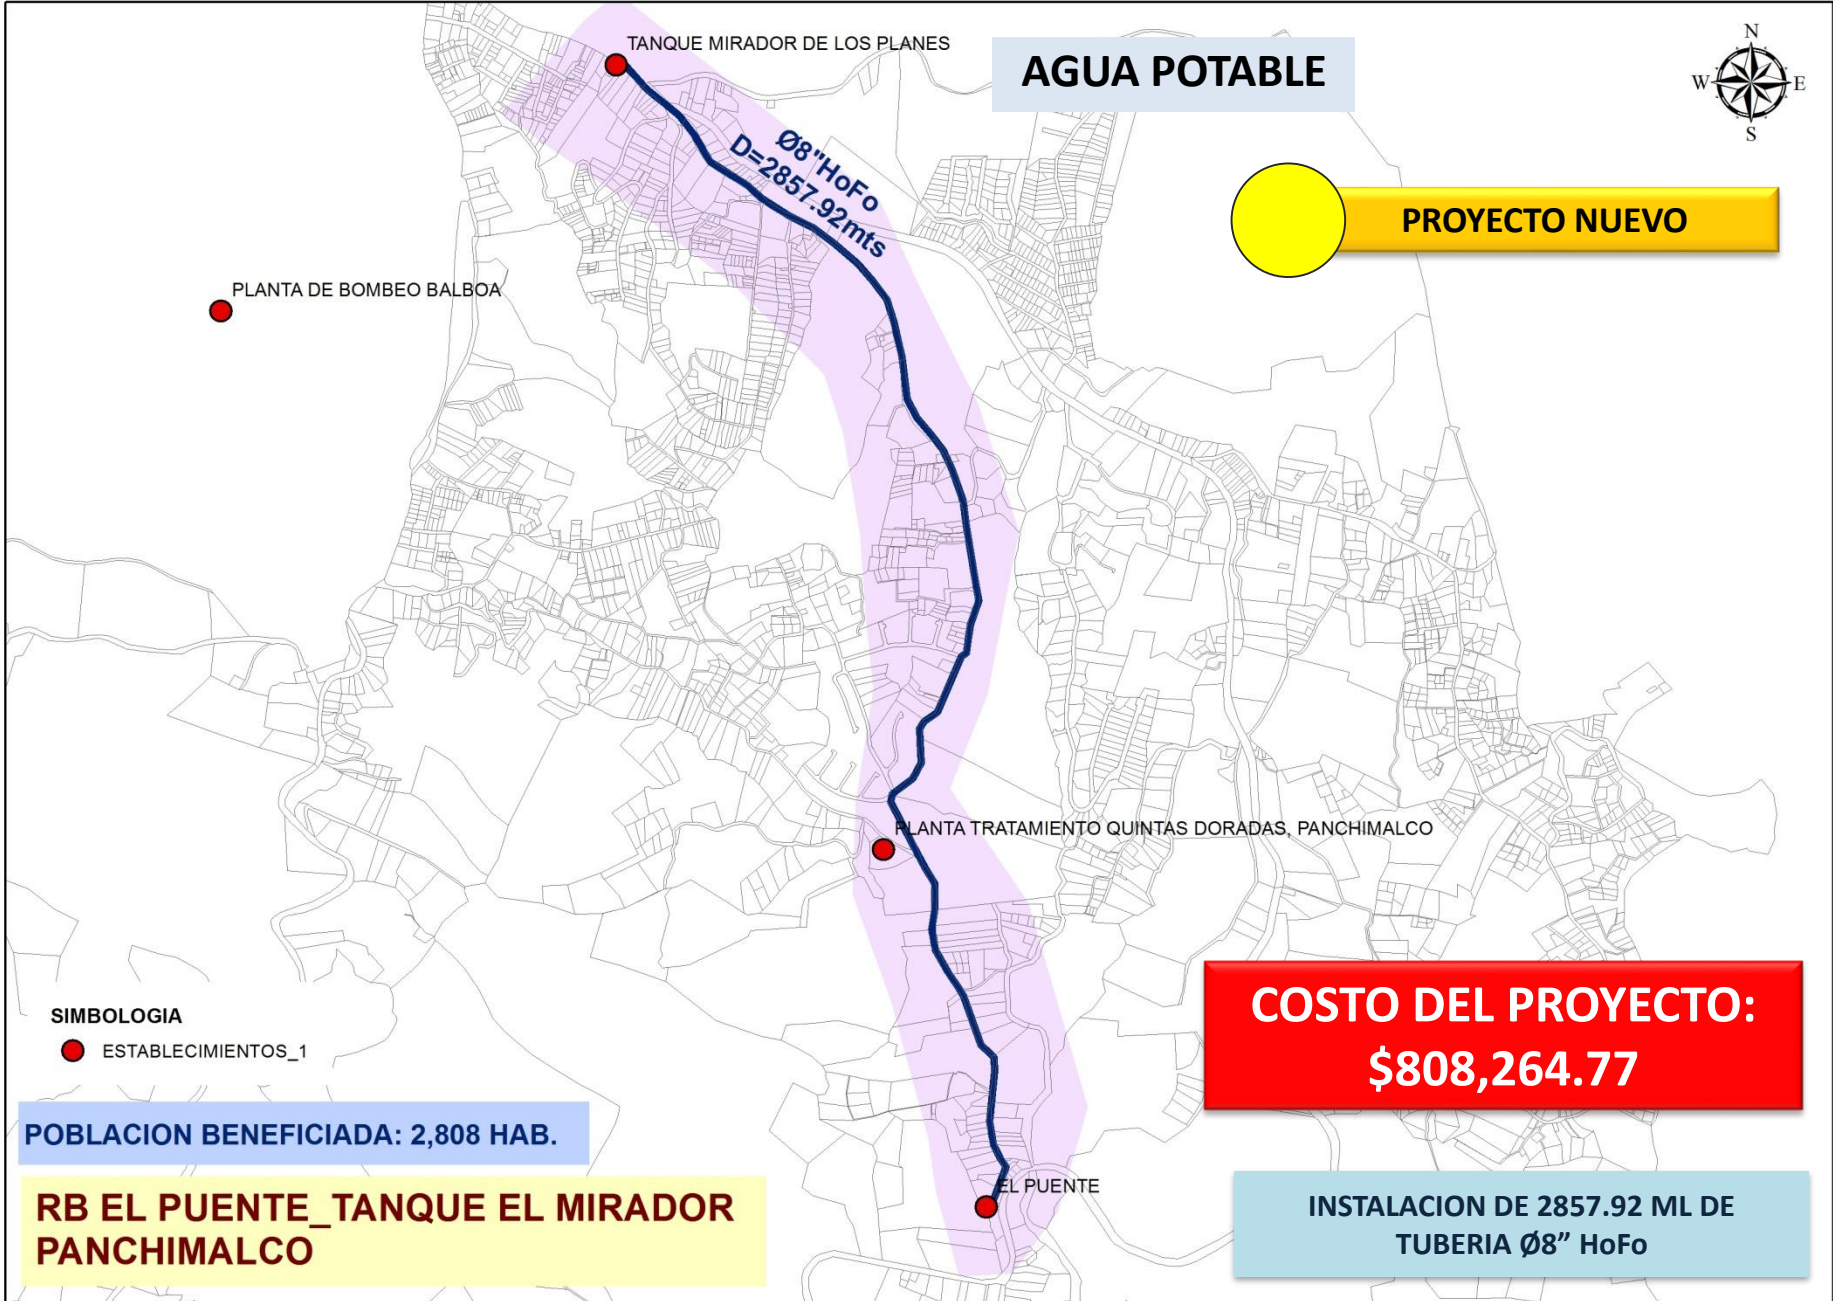 TANQUE MIRADOR DE LOS PLANES
AGUA POTABLE
N
W E
S
Ø8"HoFo
D=2857.92mts
PROYECTO NUEVO
PLANTA DE BOMBEO BALBOA
PLANTA TRATAMIENTO QUINTAS DORADAS, PANCHIMALCO
SIMBOLOGIA
ESTABLECIMIENTOS_1
COSTO DEL PROYECTO:
$808,264.77
POBLACION BENEFICIADA: 2,808 HAB.
RB EL PUENTE_TANQUE EL MIRADOR
PANCHIMALCO
EL PUENTE
INSTALACION DE 2857.92 ML DE
TUBERIA Ø8” HoFo